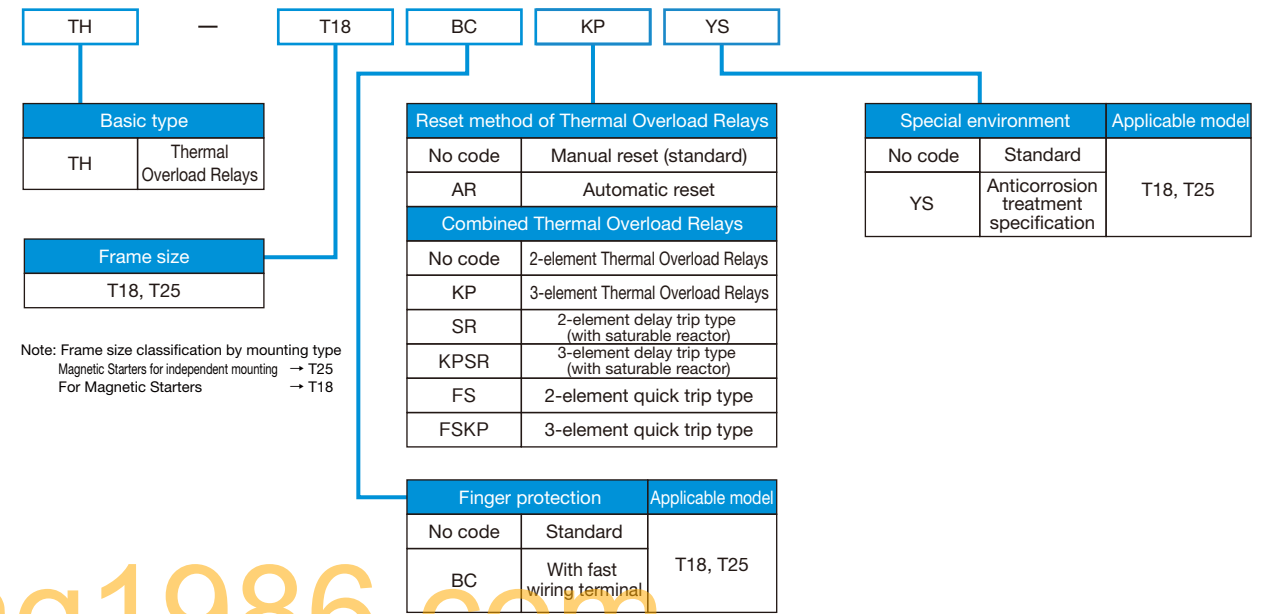 TH — T18 BC KP YS
Basic type
TH Thermal
Overload Relays
Frame size
T18, T25
Note: Frame size classification by mounting type
Magnetic Starters for independent mounting → T25
For Magnetic Starters → T18
Reset method of Thermal Overload Relays
No code Manual reset (standard)
AR Automatic reset
Combined Thermal Overload Relays
No code 2-element Thermal Overload Relays
KP 3-element Thermal Overload Relays
SR 2-element delay trip type
(with saturable reactor)
KPSR 3-element delay trip type
(with saturable reactor)
FS 2-element quick trip type
FSKP 3-element quick trip type
Finger protection Applicable model
No code Standard
BC With fast
wiring terminal
T18, T25
Special environment Applicable model
No code Standard
YS Anticorrosion
treatment
specification
T18, T25
1986.com